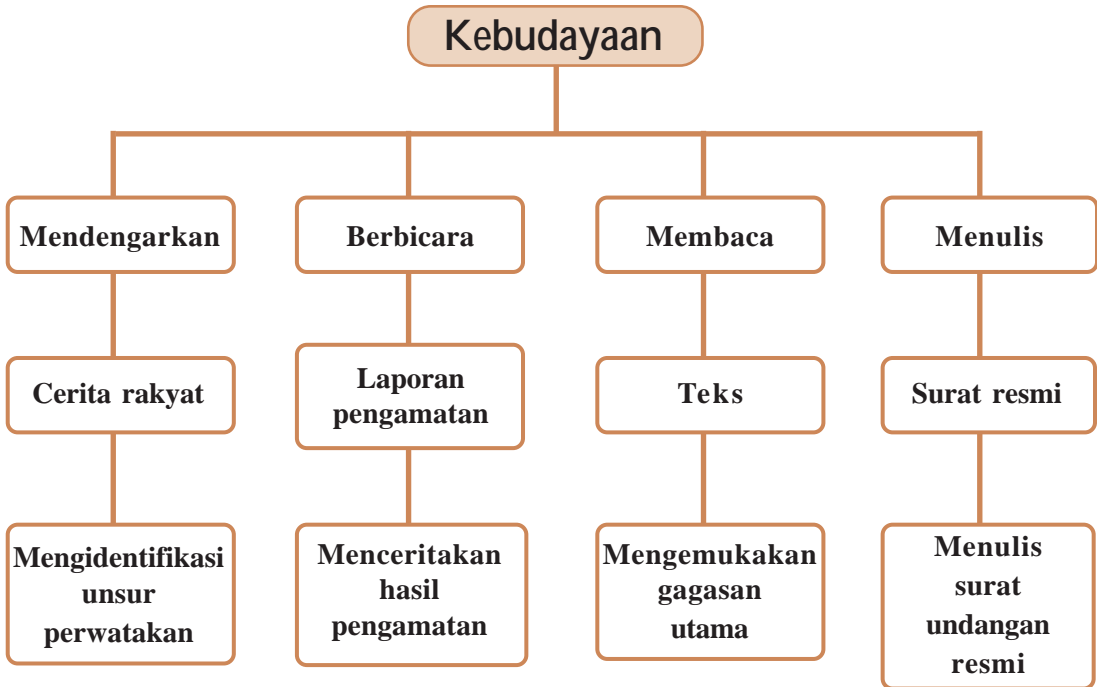 Kebudayaan
Mendengarkan
Berbicara
Membaca
Menulis
Cerita rakyat
Laporan
pengamatan
Teks
Surat resmi
Mengidentifikasi
unsur
perwatakan
Menceritakan
hasil
pengamatan
Mengemukakan
gagasan
utama
Menulis
surat
undangan
resmi